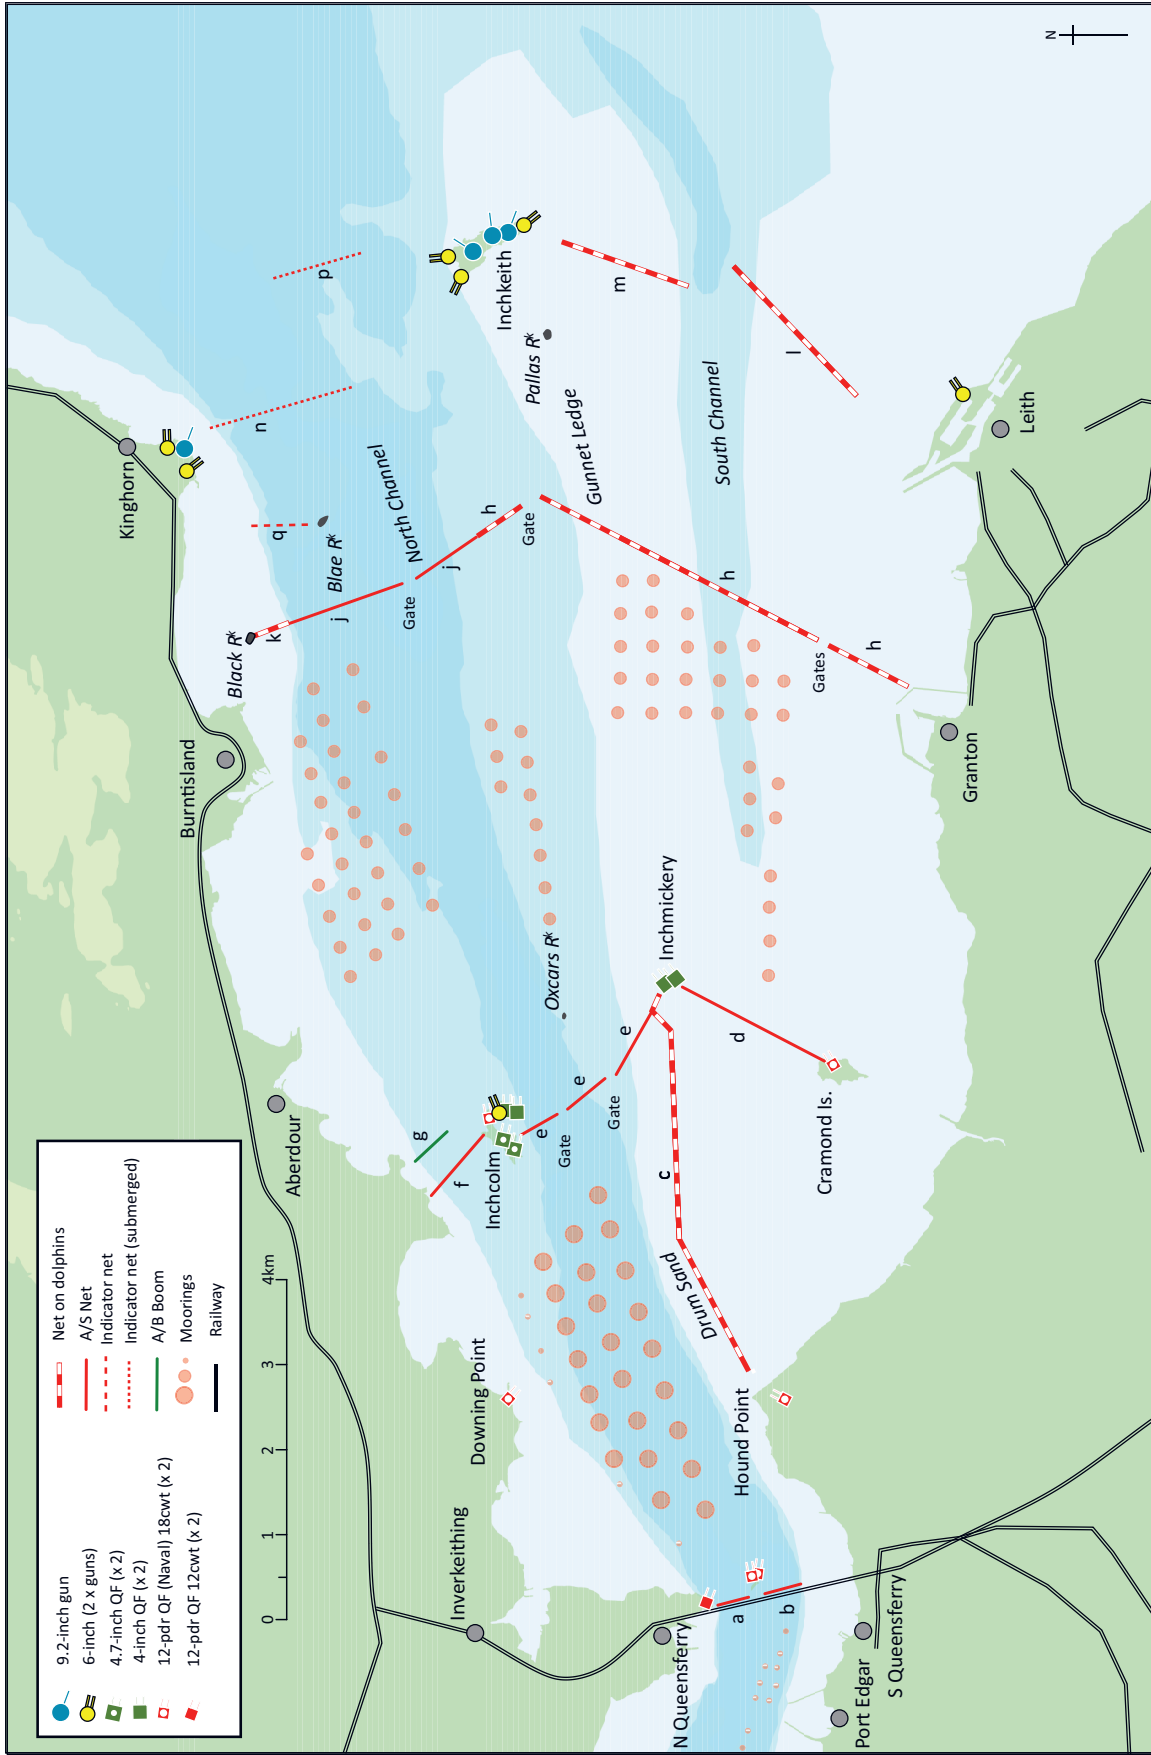 9.2-inch gun
6-inch (2 x guns)
4.7-inch QF (x 2)
4-inch QF (x 2)
12-pdr QF (Naval) 18cwt (x 2)
12-pdr QF 12cwt (x 2)
Net on dolphins
A/S Net
Indicator net
Indicator net (submerged)
A/B Boom
Moorings
Railway
0
1
2
3
4km
N
Kinghorn
Burntisland
Aberdour
Inverkeithing
Downing Point
N Queensferry
Port Edgar
S Queensferry
Hound Point
Drum Sand
Cramond Is.
Inchcolm
Inchmickery
Oxcars Rk
Black Rk
Blae Rk
North Channel
Gunnet Ledge
Pallas Rk
Inchkeith
South Channel
Leith
Granton
Gate
Gate
Gate
Gate
Gates
a
b
c
d
e
e
e
f
g
h
h
h
j
j
k
l
m
n
p
q